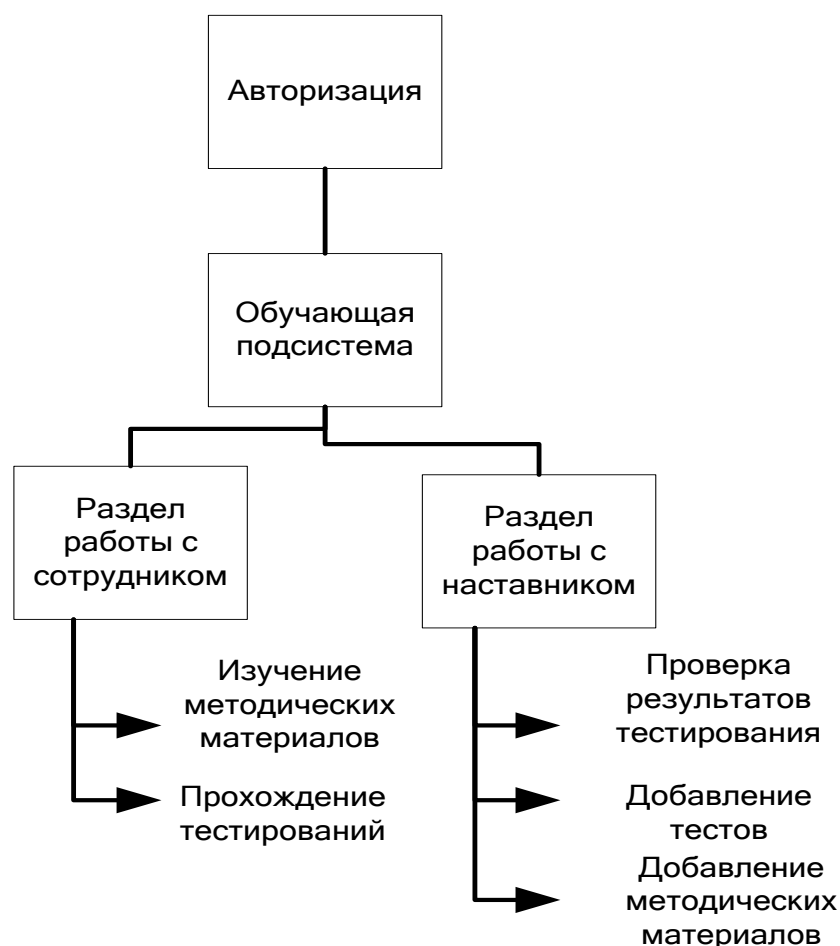 Авторизация
Обучающая
подсистема
Раздел
работы с
сотрудником
Раздел
работы с
наставником
Изучение
методических
материалов
Прохождение
тестирований
Проверка
результатов
тестирования
Добавление
тестов
Добавление
методических
материалов